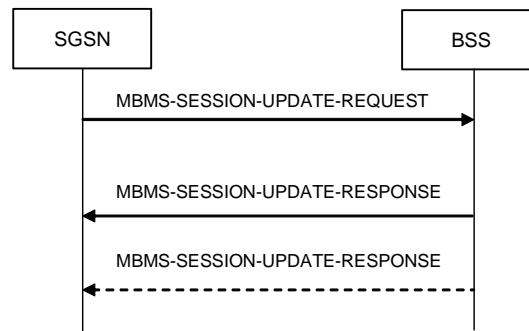 SGSN
BSS
MBMS-SESSION-UPDATE-REQUEST
MBMS-SESSION-UPDATE-RESPONSE
MBMS-SESSION-UPDATE-RESPONSE